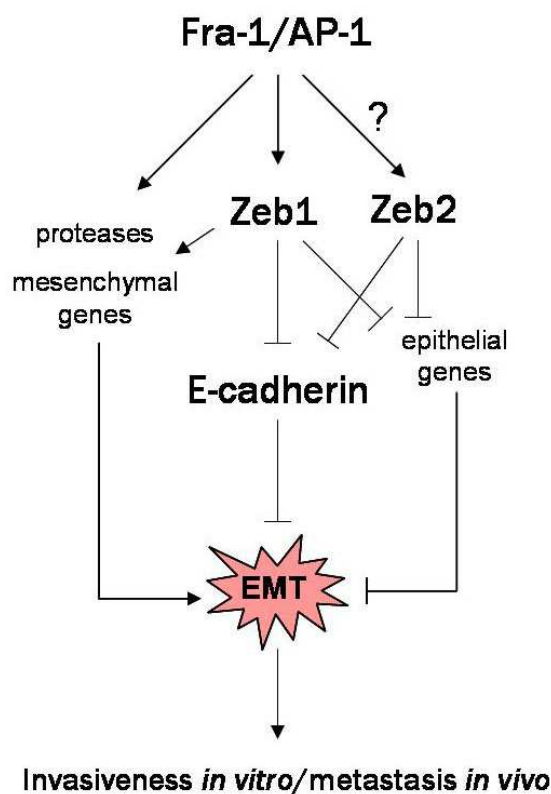 Fra-1/AP-1
?
Zeb1
Zeb2
proteases
mesenchymal
genes
epithelial
genes
E-cadherin
EMT
Invasiveness in vitro/metastasis in vivo